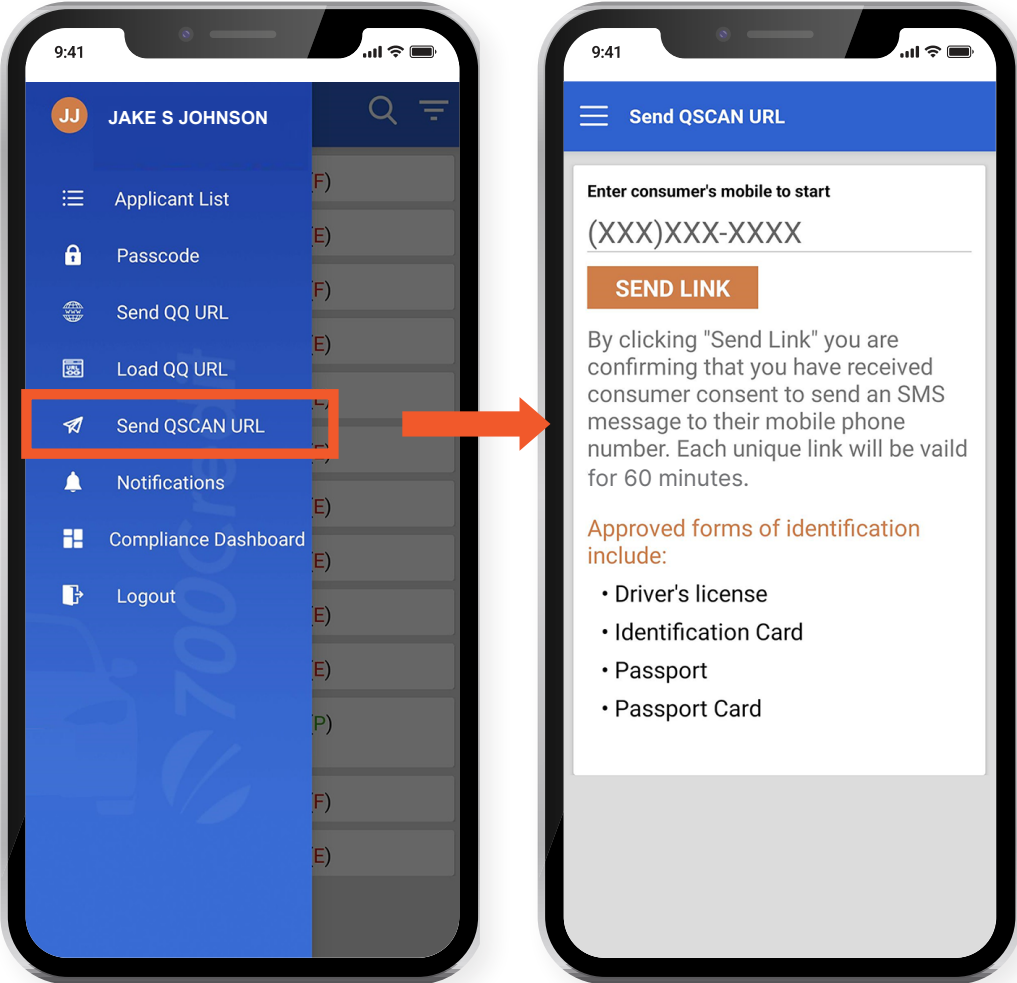 9:41
JJ
JAKE S JOHNSON
Applicant List
Passcode
Send QQ URL
Load QQ URL
Send QSCAN URL
Notifications
Compliance Dashboard
Logout
700Credit
F)
E)
F)
E)
E)
E)
E)
E)
E)
P)
F)
E)
9:41
Send QSCAN URL
Enter consumer's mobile to start
(XXX)XXX-XXXX
SEND LINK
By clicking "Send Link" you are
confirming that you have received
consumer consent to send an SMS
message to their mobile phone
number. Each unique link will be vaild
for 60 minutes.
Approved forms of identification
include:
• Driver's license
• Identification Card
• Passport
• Passport Card